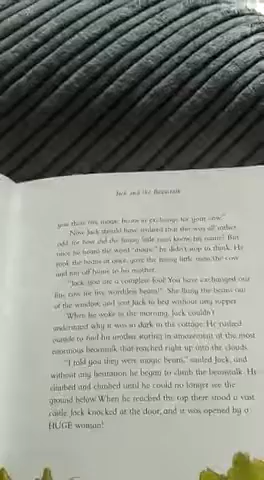 Jack and the Beanstalk
you these five magic beans in exchange for your cow."
Now Jack should have realised that this was all rather
odd, for how did the funny little man know his name? But
once he heard the word "magic" he didn't stop to think. He
took the beans at once, gave the funny little man the cow
and ran off home to his mother.
"Jack, you are a complete fool! You have exchanged our
fine cow for five worthless beans!" She flung the beans out
of the window, and sent Jack to bed without any supper.
When he woke in the morning, Jack couldn't
understand why it was so dark in the cottage. He rushed
outside to find his mother staring in amazement at the most
enormous beanstalk that reached right up into the clouds.
"I told you they were magic beans," smiled Jack, and
without any hesitation he began to climb the beanstalk. He
climbed and climbed until he could no longer see the
ground below. When he reached the top there stood a vast
castle. Jack knocked at the door, and it was opened by a
HUGE woman!